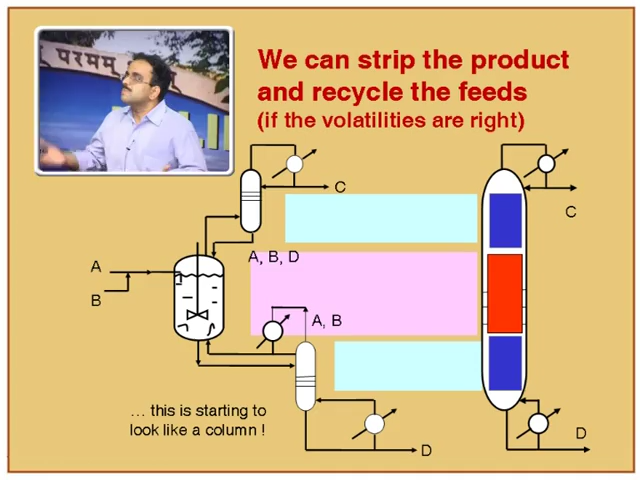 परमम्
We can strip the product
and recycle the feeds
(if the volatilities are right)
C
C
A
A, B, D
B
A, B
... this is starting to
look like a column !
D
D